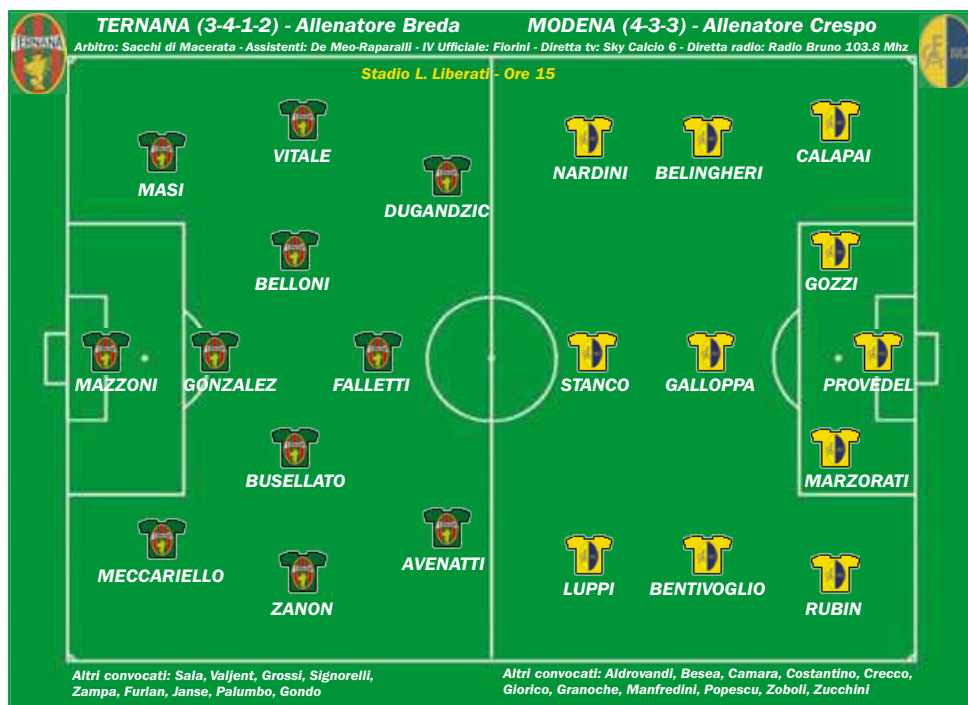 TERNANA (3-4-1-2) - Allenatore Breda
MODENA (4-3-3) - Allenatore Crespo
Arbitro: Sacchi di Macerata - Assistenti: De Meo-Raparalli - IV Ufficiale: Fiorini - Diretta tv: Sky Calcio 6 - Diretta radio: Radio Bruno 103.8 Mhz
TERNANA
Stadio L. Liberati - Ore 15
VITALE
MASI
DUGANDZIC
BELLONI
MAZZONI
GONZALEZ
FALLETTI
BUSELLATO
MECCARIELLO
AVENATTI
ZANON
NARDINI
BELINGHERI
CALAPAI
GOZZI
STANCO
GALLOPPA
PROVEDEL
MARZORATI
LUPPI
BENTIVOGLIO
RUBIN
Altri convocati: Sala, Valjent, Grossi, Signorelli,
Zampa, Furlan, Janse, Palumbo, Gondo
Altri convocati: Aldrovandi, Besea, Camara, Costantino, Crecco,
Giorico, Granoche, Manfredini, Popescu, Zoboli, Zucchini